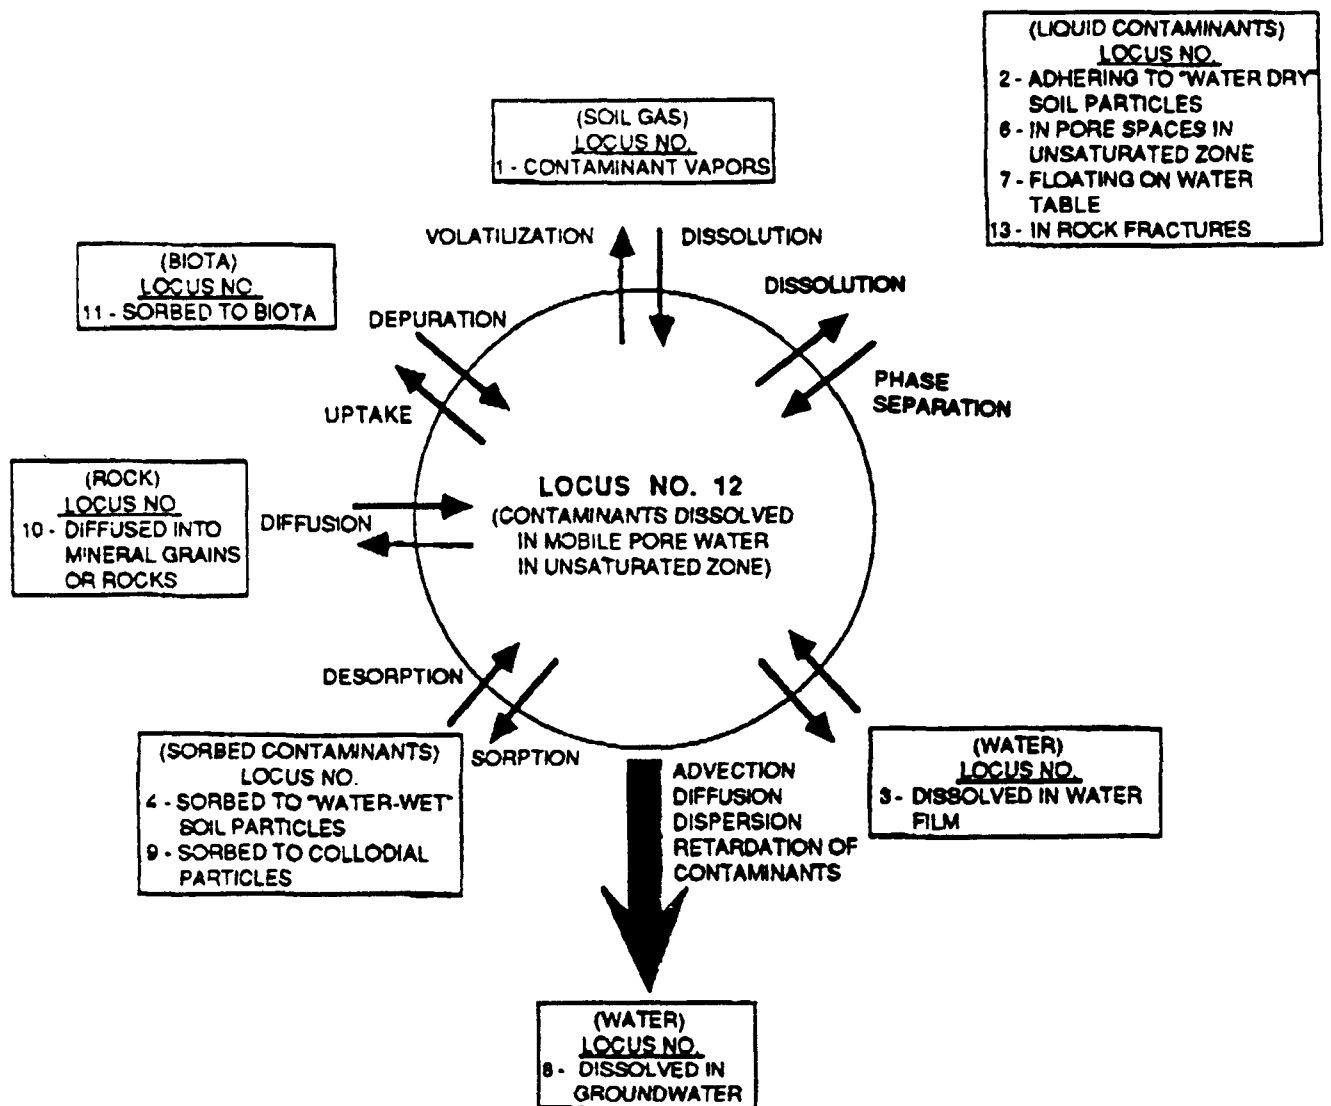 (LIQUID CONTAMINANTS)
LOCUS NO.
2 - ADHERING TO "WATER DRY"
SOIL PARTICLES
6 - IN PORE SPACES IN
UNSATURATED ZONE
7 - FLOATING ON WATER
TABLE
13 - IN ROCK FRACTURES
(SOIL GAS)
LOCUS NO.
1 - CONTAMINANT VAPORS
VOLATILIZATION
DISSOLUTION
(BIOTA)
LOCUS NO
11 - SORBED TO BIOTA
DEPURATION
UPTAKE
DISSOLUTION
PHASE
SEPARATION
(ROCK)
LOCUS NO
10 - DIFFUSED INTO
MINERAL GRAINS
OR ROCKS
DIFFUSION
LOCUS NO. 12
(CONTAMINANTS DISSOLVED
IN MOBILE PORE WATER
IN UNSATURATED ZONE)
DESORPTION
SORPTION
(SORBED CONTAMINANTS)
LOCUS NO.
4 - SORBED TO "WATER-WET"
SOIL PARTICLES
9 - SORBED TO COLLODIAL
PARTICLES
ADVECTION
DIFFUSION
DISPERSION
RETARDATION OF
CONTAMINANTS
(WATER)
LOCUS NO.
3 - DISSOLVED IN WATER
FILM
(WATER)
LOCUS NO.
8 - DISSOLVED IN
GROUNDWATER